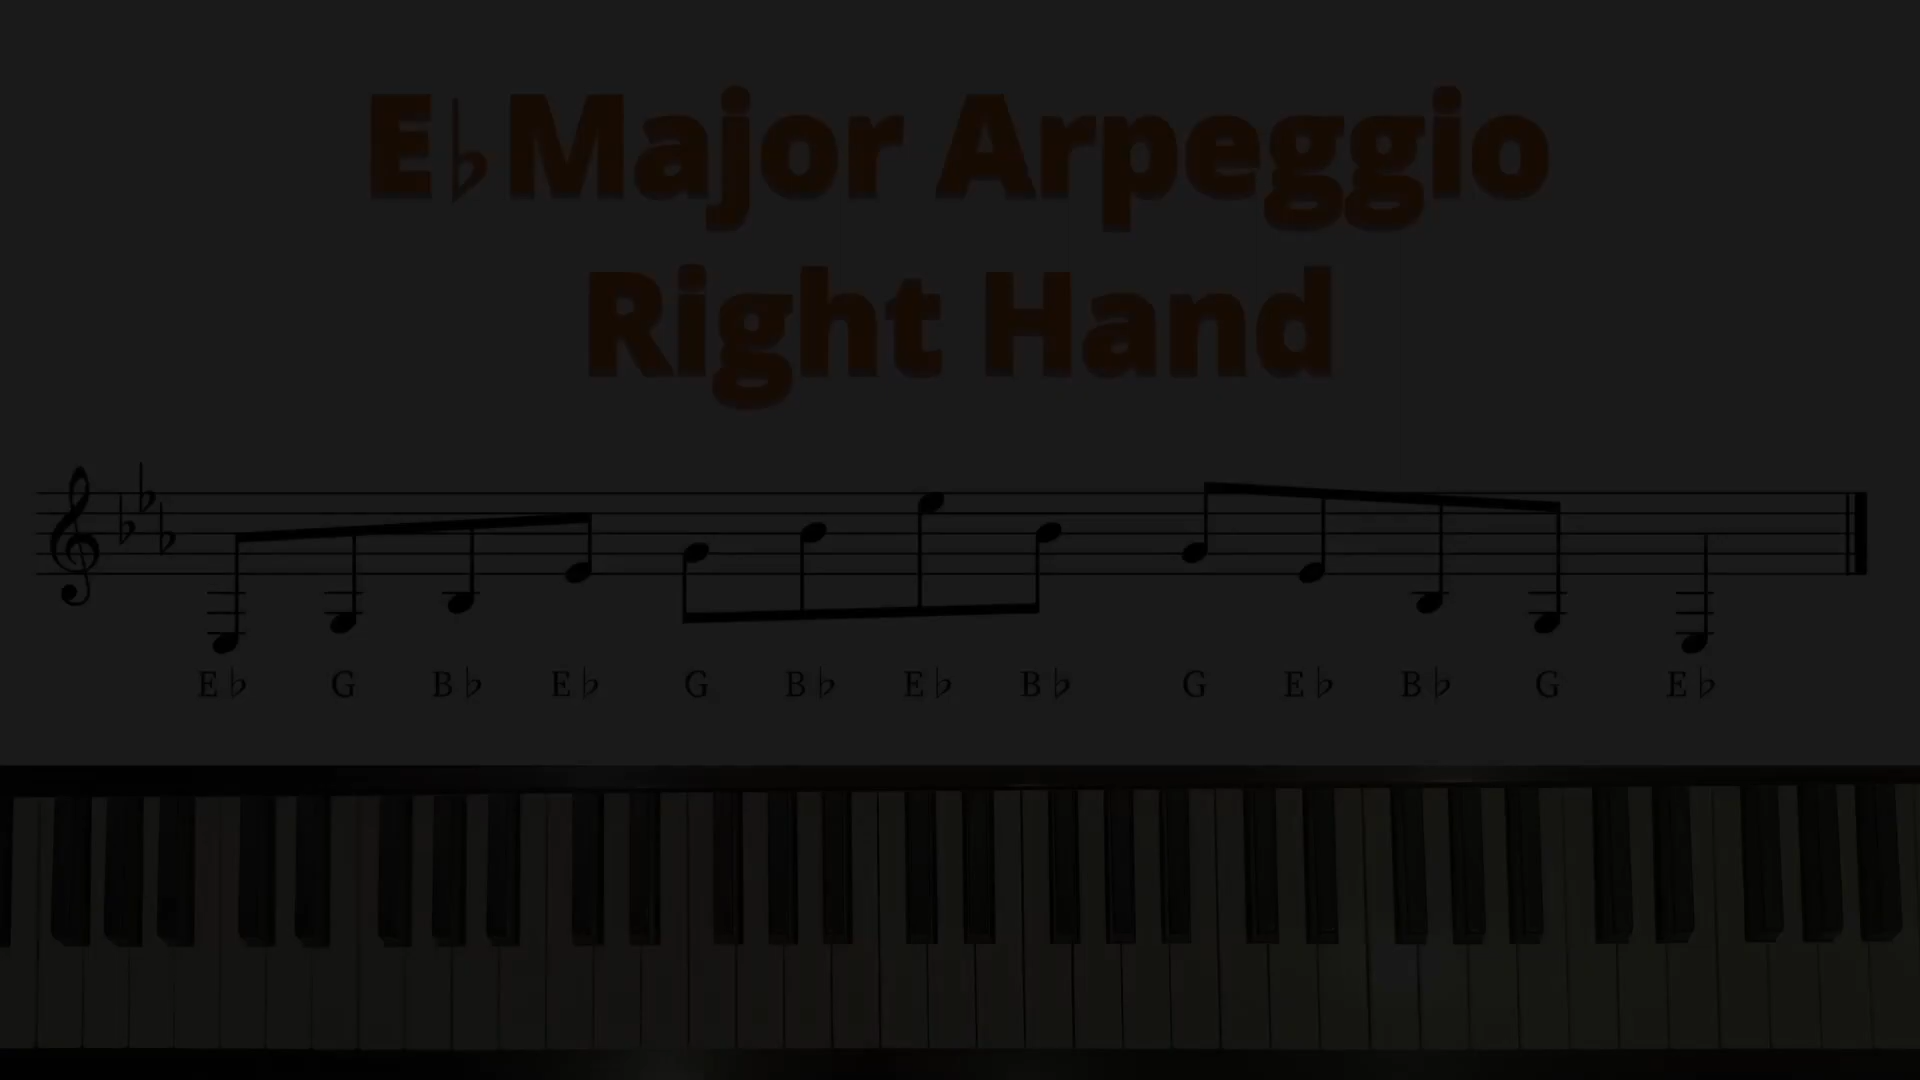 E♭ Major Arpeggio
Right Hand
E♭ G B♭ E♭ G B♭ E♭ B♭ G E♭ B♭ G E♭